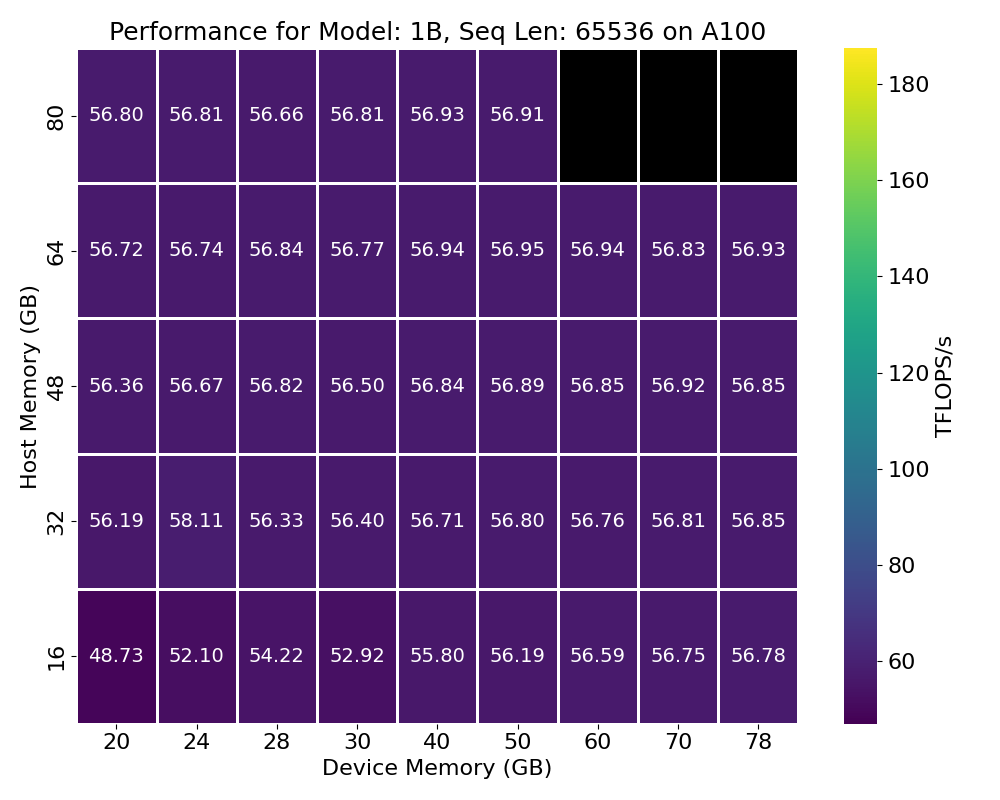 Performance for Model: 1B, Seq Len: 65536 on A100
80 56.80 56.81 56.66 56.81 56.93 56.91
64 56.72 56.74 56.84 56.77 56.94 56.95 56.94 56.83 56.93
48 56.36 56.67 56.82 56.50 56.84 56.89 56.85 56.92 56.85
32 56.19 58.11 56.33 56.40 56.71 56.80 56.76 56.81 56.85
16 48.73 52.10 54.22 52.92 55.80 56.19 56.59 56.75 56.78
20 24 28 30 40 50 60 70 78
Device Memory (GB)
Host Memory (GB)
180
160
140
120
100
80
60
TFLOPS/s